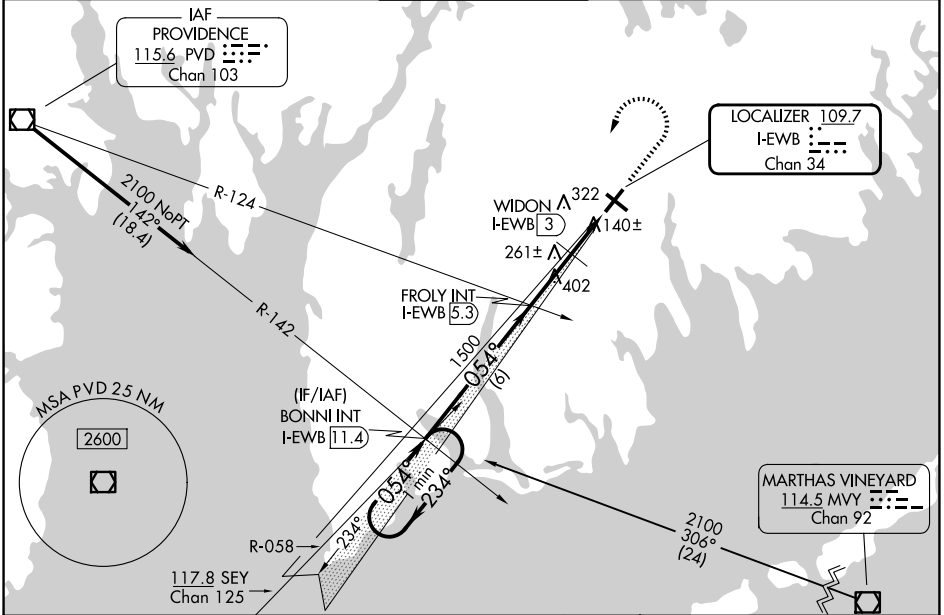 IAF
PROVIDENCE
115.6 PVD
Chan 103
LOCALIZER 109.7
I-EWB
Chan 34
2100 NoPT
142°
(18.4)
R-124
WIDON
I-EWB 3
322
140±
261±
402
FROLY INT
I-EWB 5.3
R-142
1500
054°
(6)
(IF/IAF)
BONNI INT
I-EWB 11.4
MSA PVD 25 NM
2600
054°
1 min
234°
234°
R-058
117.8 SEY
Chan 125
MARTHAS VINEYARD
114.5 MVY
Chan 92
2100
306°
(24)